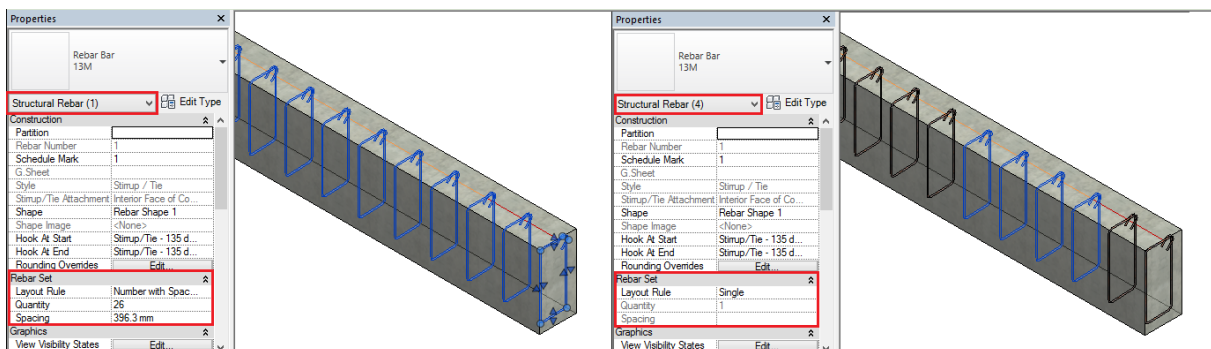 Properties
Rebar Bar
13M
Structural Rebar (1) Edit Type
Construction
Partition
Rebar Number 1
Schedule Mark 1
G.Sheet
Style Stirrup / Tie
Stirrup/Tie Attachment Interior Face of Co...
Shape Rebar Shape 1
Shape Image <None>
Hook At Start Stirrup/Tie - 135 d...
Hook At End Stirrup/Tie - 135 d...
Rounding Overrides Edit...
Rebar Set
Layout Rule Number with Spac...
Quantity 26
Spacing 396.3 mm
Graphics
View Visibility States Edit...
Properties
Rebar Bar
13M
Structural Rebar (4) Edit Type
Construction
Partition
Rebar Number 1
Schedule Mark 1
G.Sheet
Style Stirrup / Tie
Stirrup/Tie Attachment Interior Face of Co...
Shape Rebar Shape 1
Shape Image <None>
Hook At Start Stirrup/Tie - 135 d...
Hook At End Stirrup/Tie - 135 d...
Rounding Overrides Edit...
Rebar Set
Layout Rule Single
Quantity 1
Spacing
Graphics
View Visibility States Edit...